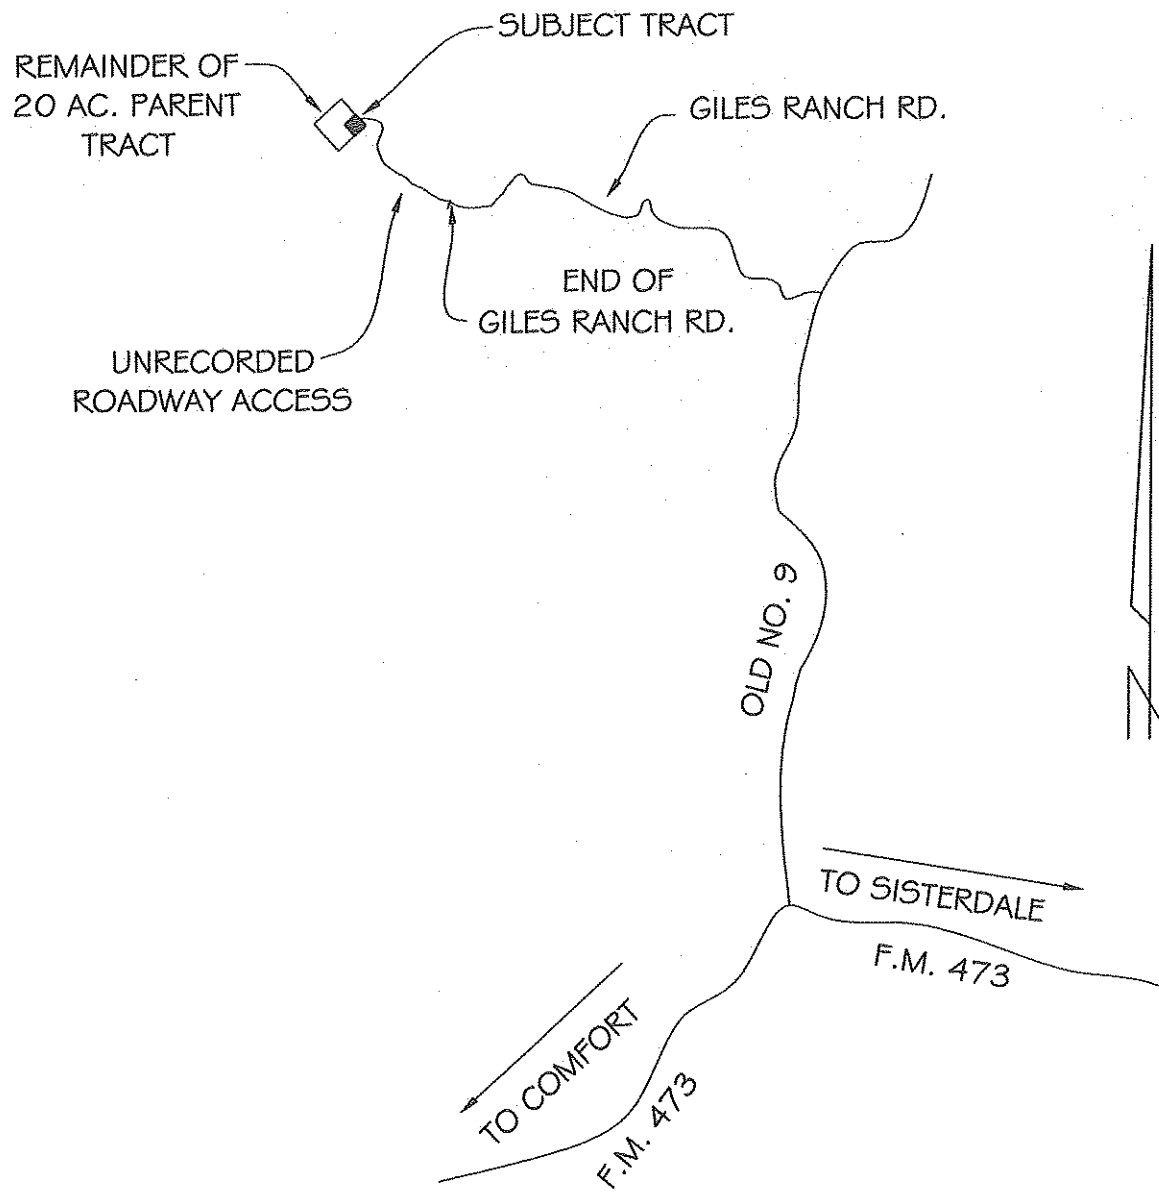 SUBJECT TRACT
REMAINDER OF
20 AC. PARENT
TRACT
GILES RANCH RD.
END OF
GILES RANCH RD.
UNRECORDED
ROADWAY ACCESS
OLD NO. 9
N
TO SISTERDALE
F.M. 473
TO COMFORT
F.M. 473